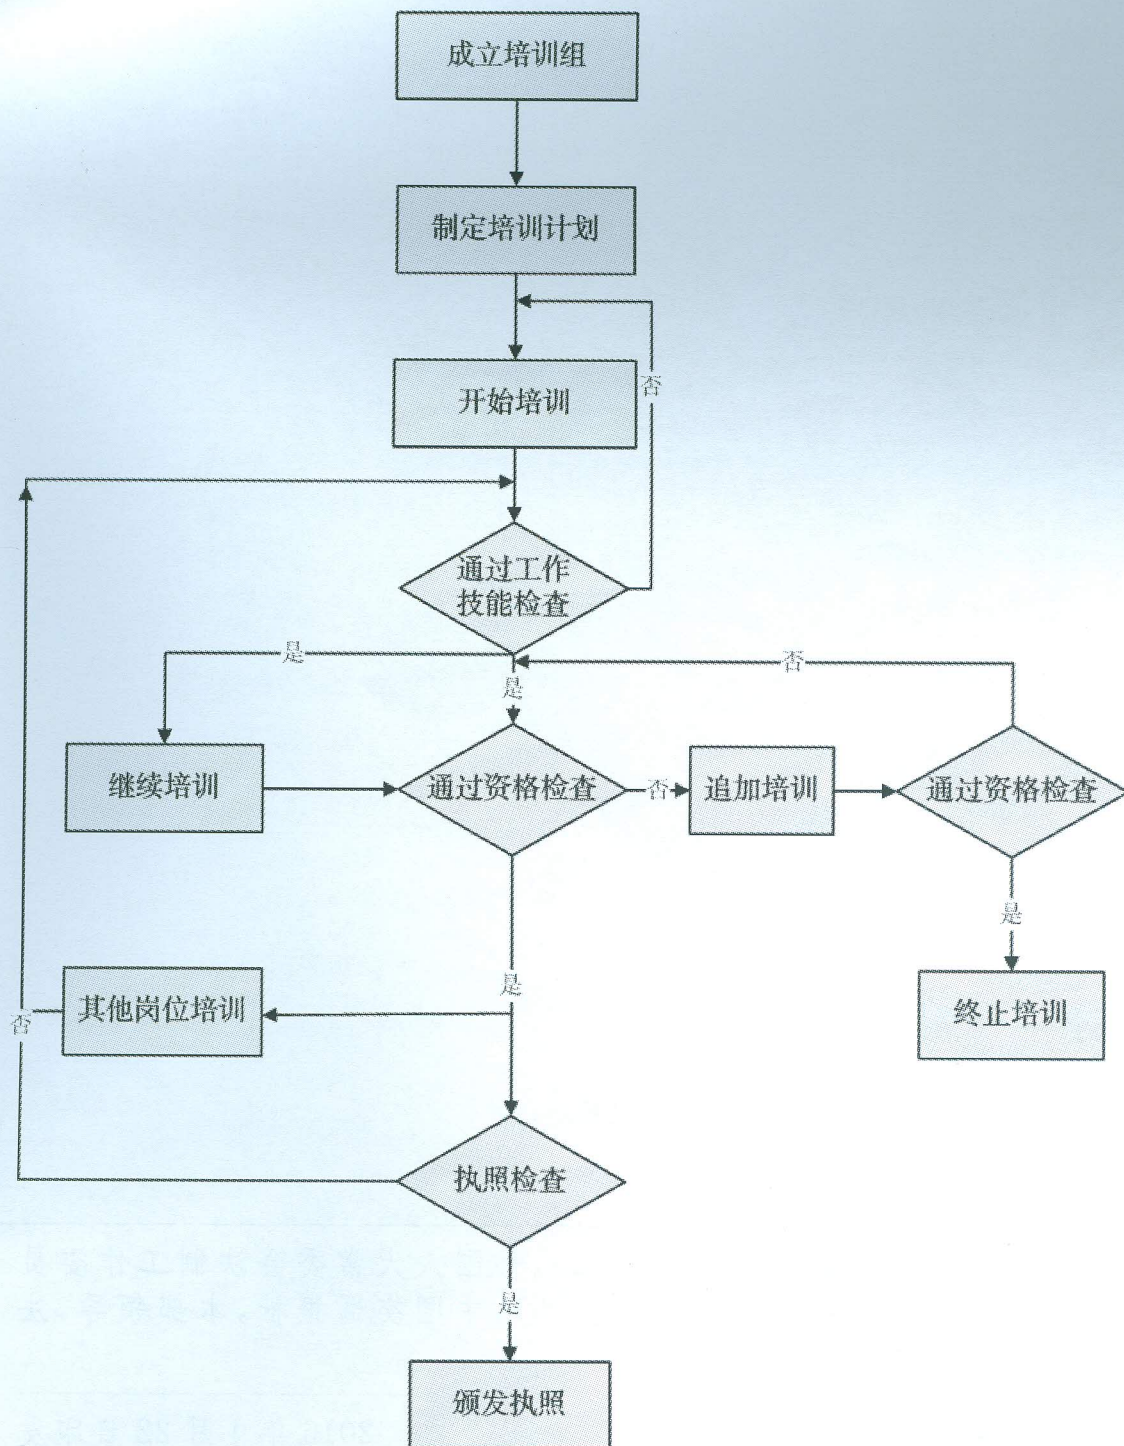 成立培训组
制定培训计划
开始培训
否
通过工作
技能检查
是
是
否
继续培训
通过资格检查
否
追加培训
通过资格检查
是
是
其他岗位培训
终止培训
否
执照检查
是
颁发执照